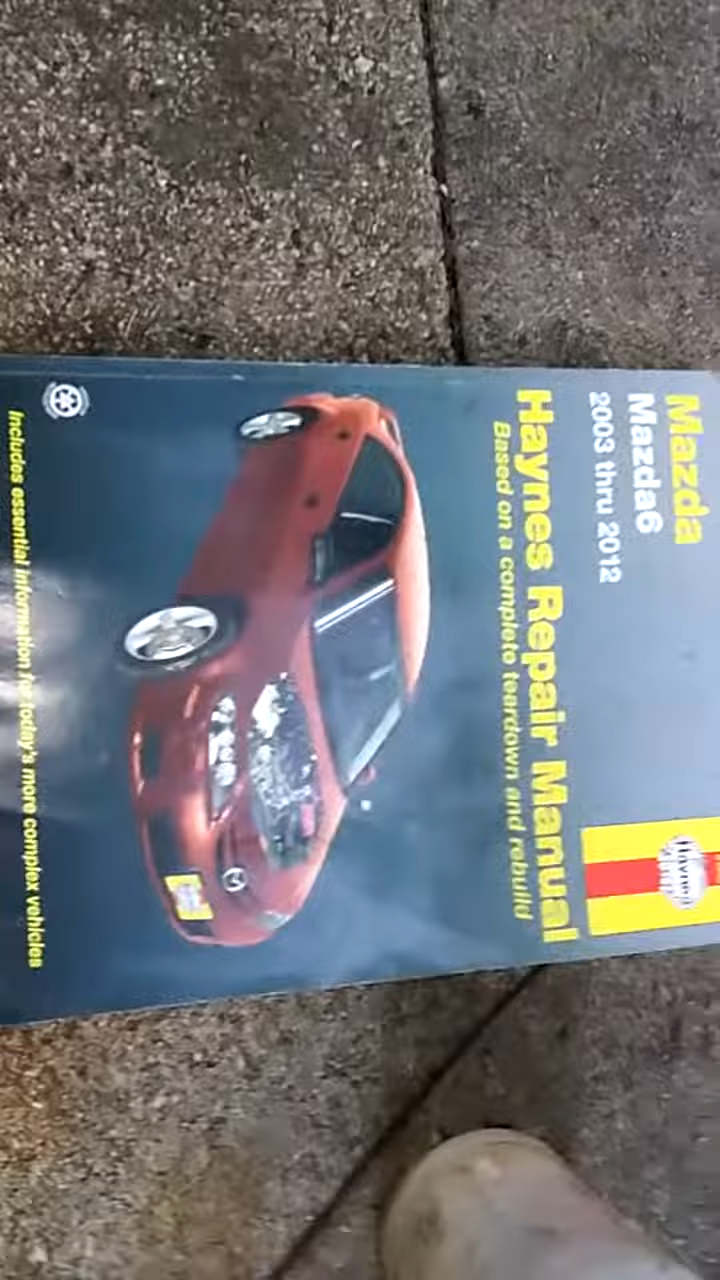 Mazda
Mazda6
2003 thru 2012
Haynes Repair Manual
Based on a complete teardown and rebuild
Haynes
Includes essential information for today's more complex vehicles